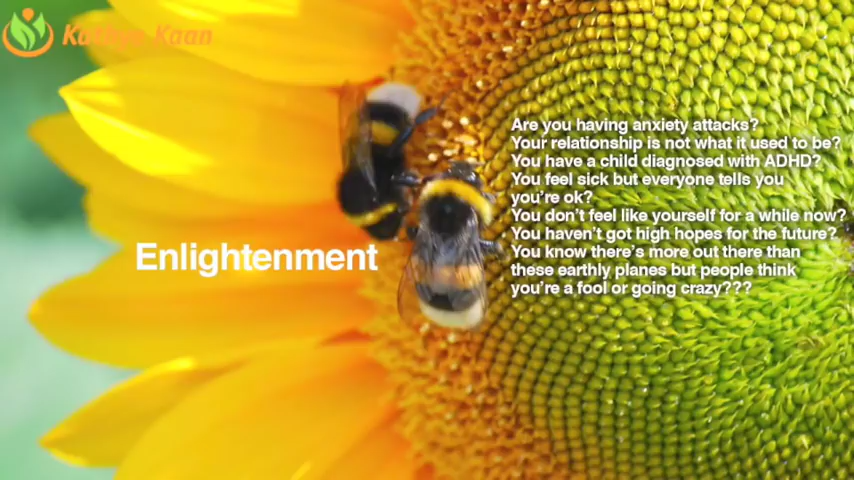 Kathye Kaan
Are you having anxiety attacks?
Your relationship is not what it used to be?
You have a child diagnosed with ADHD?
You feel sick but everyone tells you
you're ok?
You don't feel like yourself for a while now?
You haven't got high hopes for the future?
You know there's more out there than
these earthly planes but people think
you're a fool or going crazy???
Enlightenment